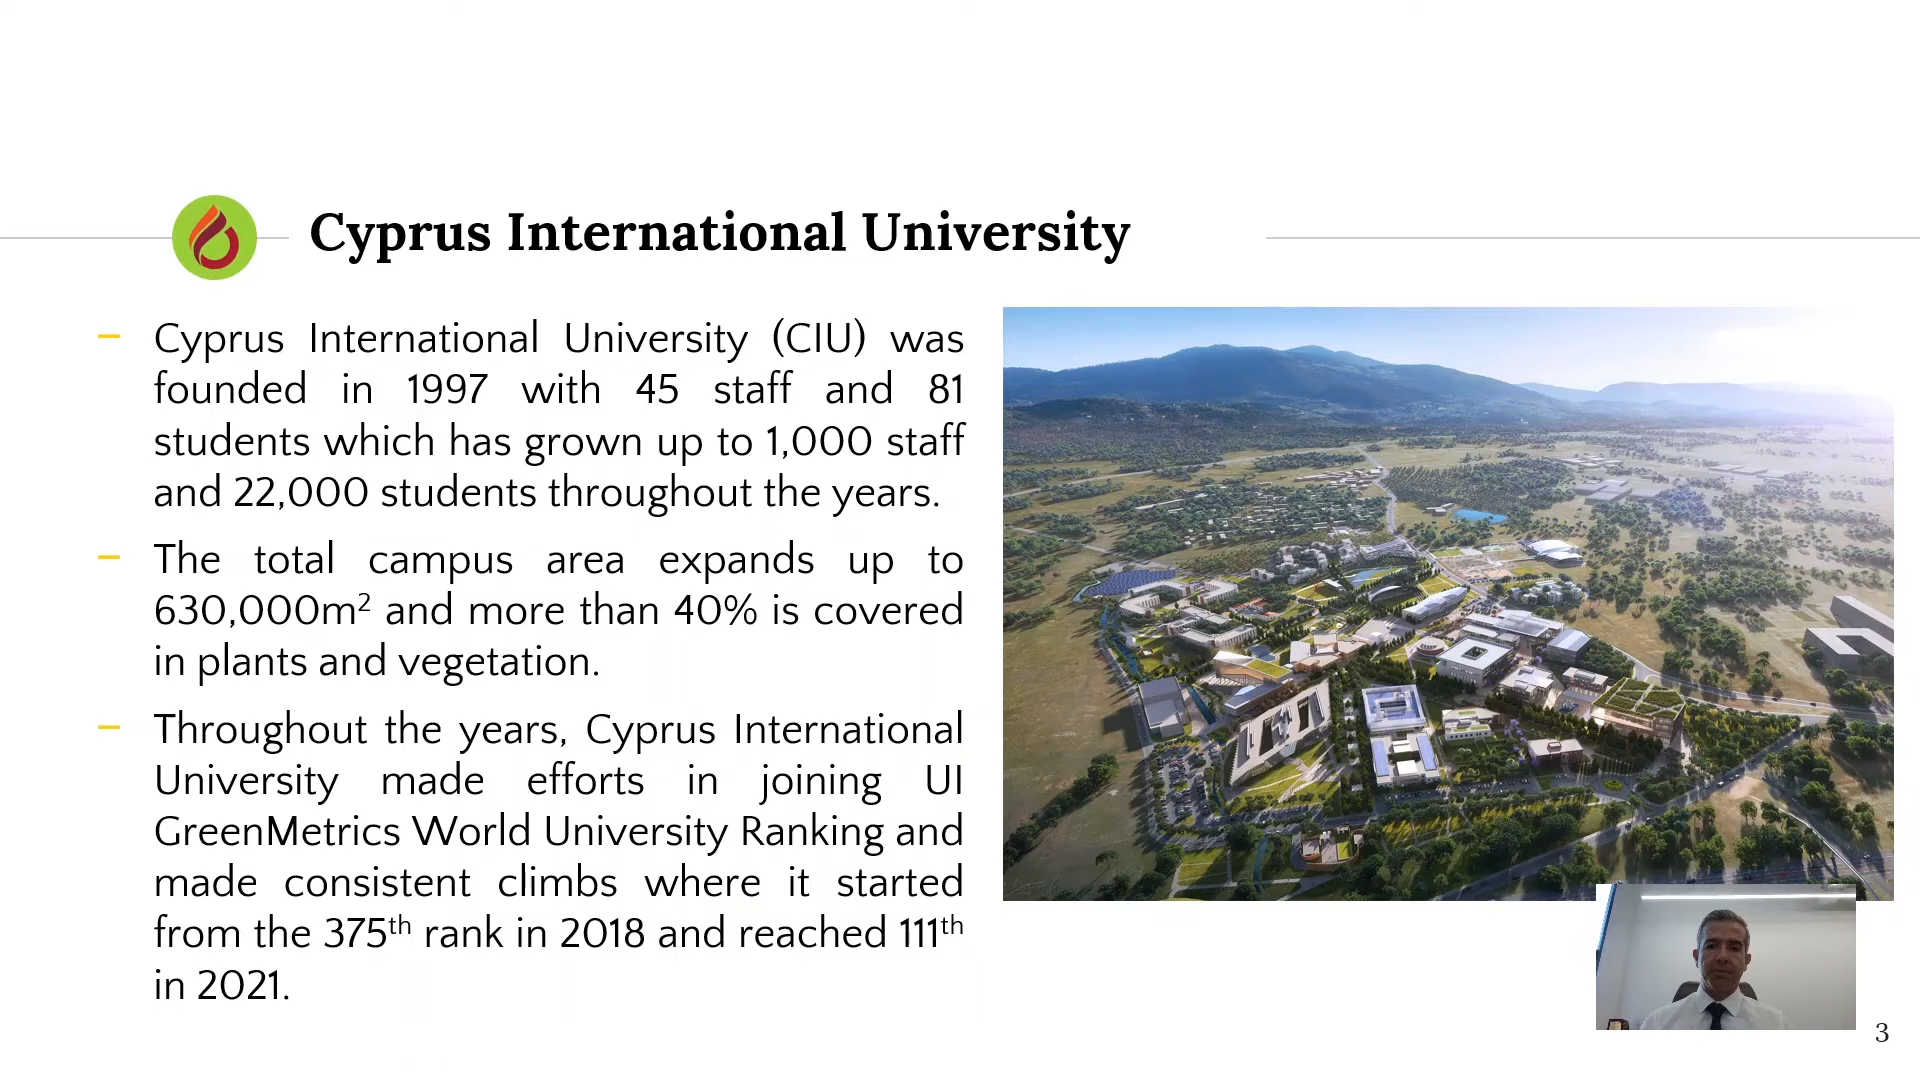 Cyprus International University
– Cyprus International University (CIU) was
founded in 1997 with 45 staff and 81
students which has grown up to 1,000 staff
and 22,000 students throughout the years.
– The total campus area expands up to
630,000m² and more than 40% is covered
in plants and vegetation.
– Throughout the years, Cyprus International
University made efforts in joining UI
GreenMetrics World University Ranking and
made consistent climbs where it started
from the 375th rank in 2018 and reached 111th
in 2021.
3